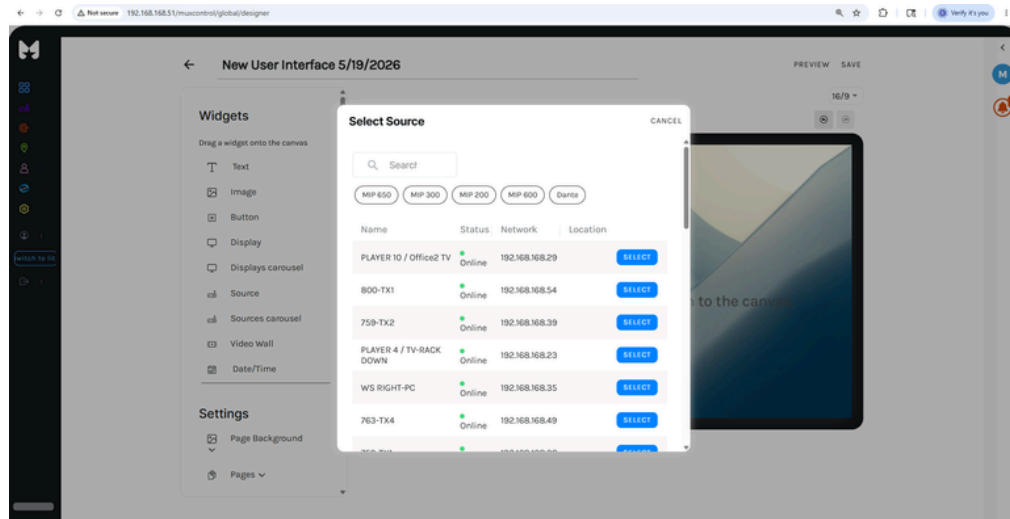 Not secure 192.168.168.51/muxcontrol/global/designer
Verify it's you
New User Interface 5/19/2026
PREVIEW SAVE
16/9
Widgets
Drag a widget onto the canvas
Text
Image
Button
Display
Displays carousel
Source
Sources carousel
Video Wall
Date/Time
Settings
Page Background
Pages
Select Source
CANCEL
Search
MIP 650 MIP 300 MIP 200 MIP 600 Dante
Name Status Network Location
PLAYER 10 / Office2 TV Online 192.168.168.29 SELECT
800-TX1 Online 192.168.168.54 SELECT
759-TX2 Online 192.168.168.39 SELECT
PLAYER 4 / TV-RACK
DOWN Online 192.168.168.23 SELECT
WS RIGHT-PC Online 192.168.168.35 SELECT
763-TX4 Online 192.168.168.49 SELECT
to the canvas
M